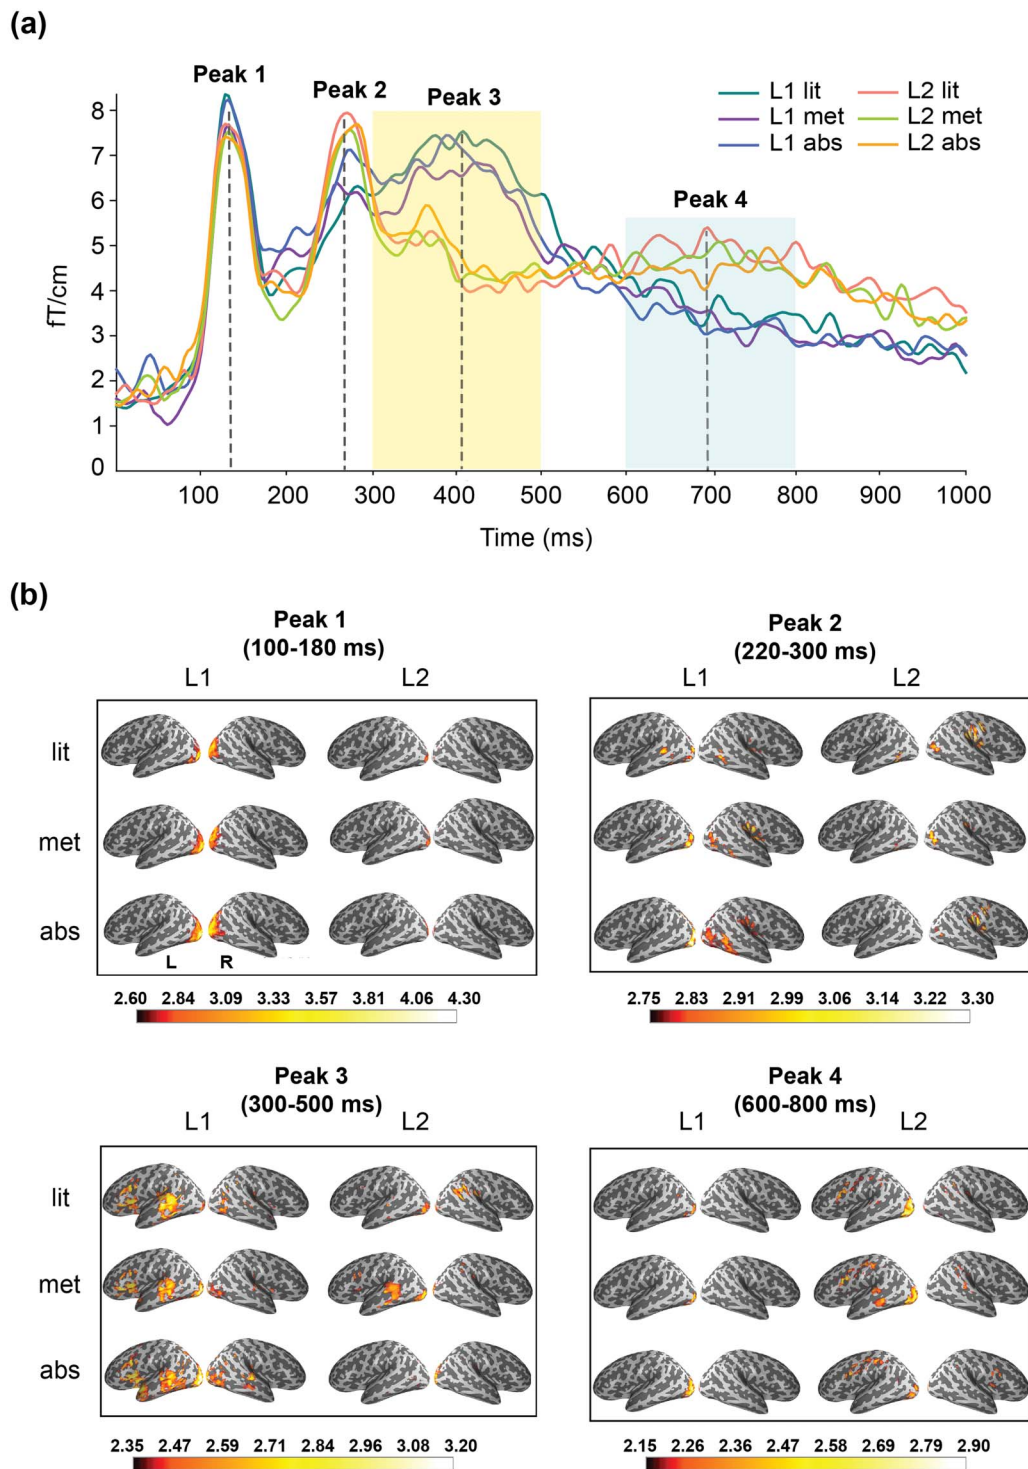 (a)
Peak 1
Peak 2
Peak 3
Peak 4
L1 lit
L2 lit
L1 met
L2 met
L1 abs
L2 abs
fT/cm
8
7
6
5
4
3
2
1
0
100 200 300 400 500 600 700 800 900 1000
Time (ms)
(b)
Peak 1
(100-180 ms)
L1 L2
lit
met
abs
L R
2.60 2.84 3.09 3.33 3.57 3.81 4.06 4.30
Peak 2
(220-300 ms)
L1 L2
2.75 2.83 2.91 2.99 3.06 3.14 3.22 3.30
Peak 3
(300-500 ms)
L1 L2
lit
met
abs
2.35 2.47 2.59 2.71 2.84 2.96 3.08 3.20
Peak 4
(600-800 ms)
L1 L2
2.15 2.26 2.36 2.47 2.58 2.69 2.79 2.90